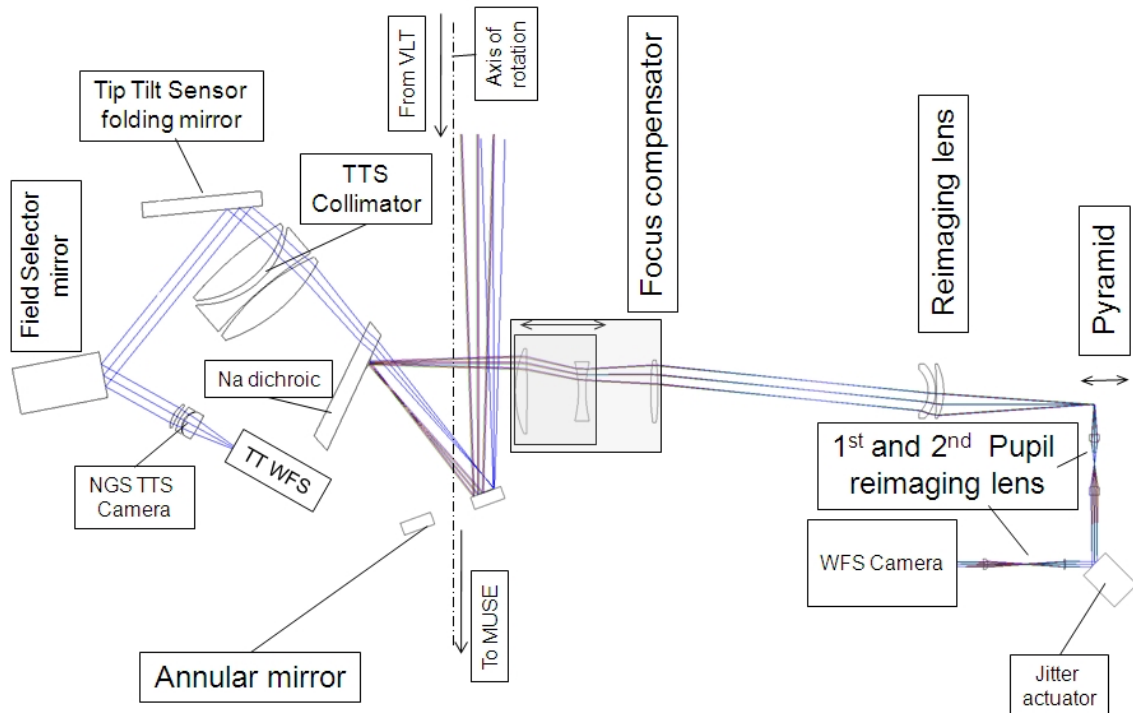 From VLT
Axis of
rotation
Tip Tilt Sensor
folding mirror
TTS
Collimator
Focus compensator
Reimaging lens
Pyramid
Field Selector
mirror
Na dichroic
TT WFS
NGS TTS
Camera
1st and 2nd Pupil
reimaging lens
WFS Camera
To MUSE
Annular mirror
Jitter
actuator